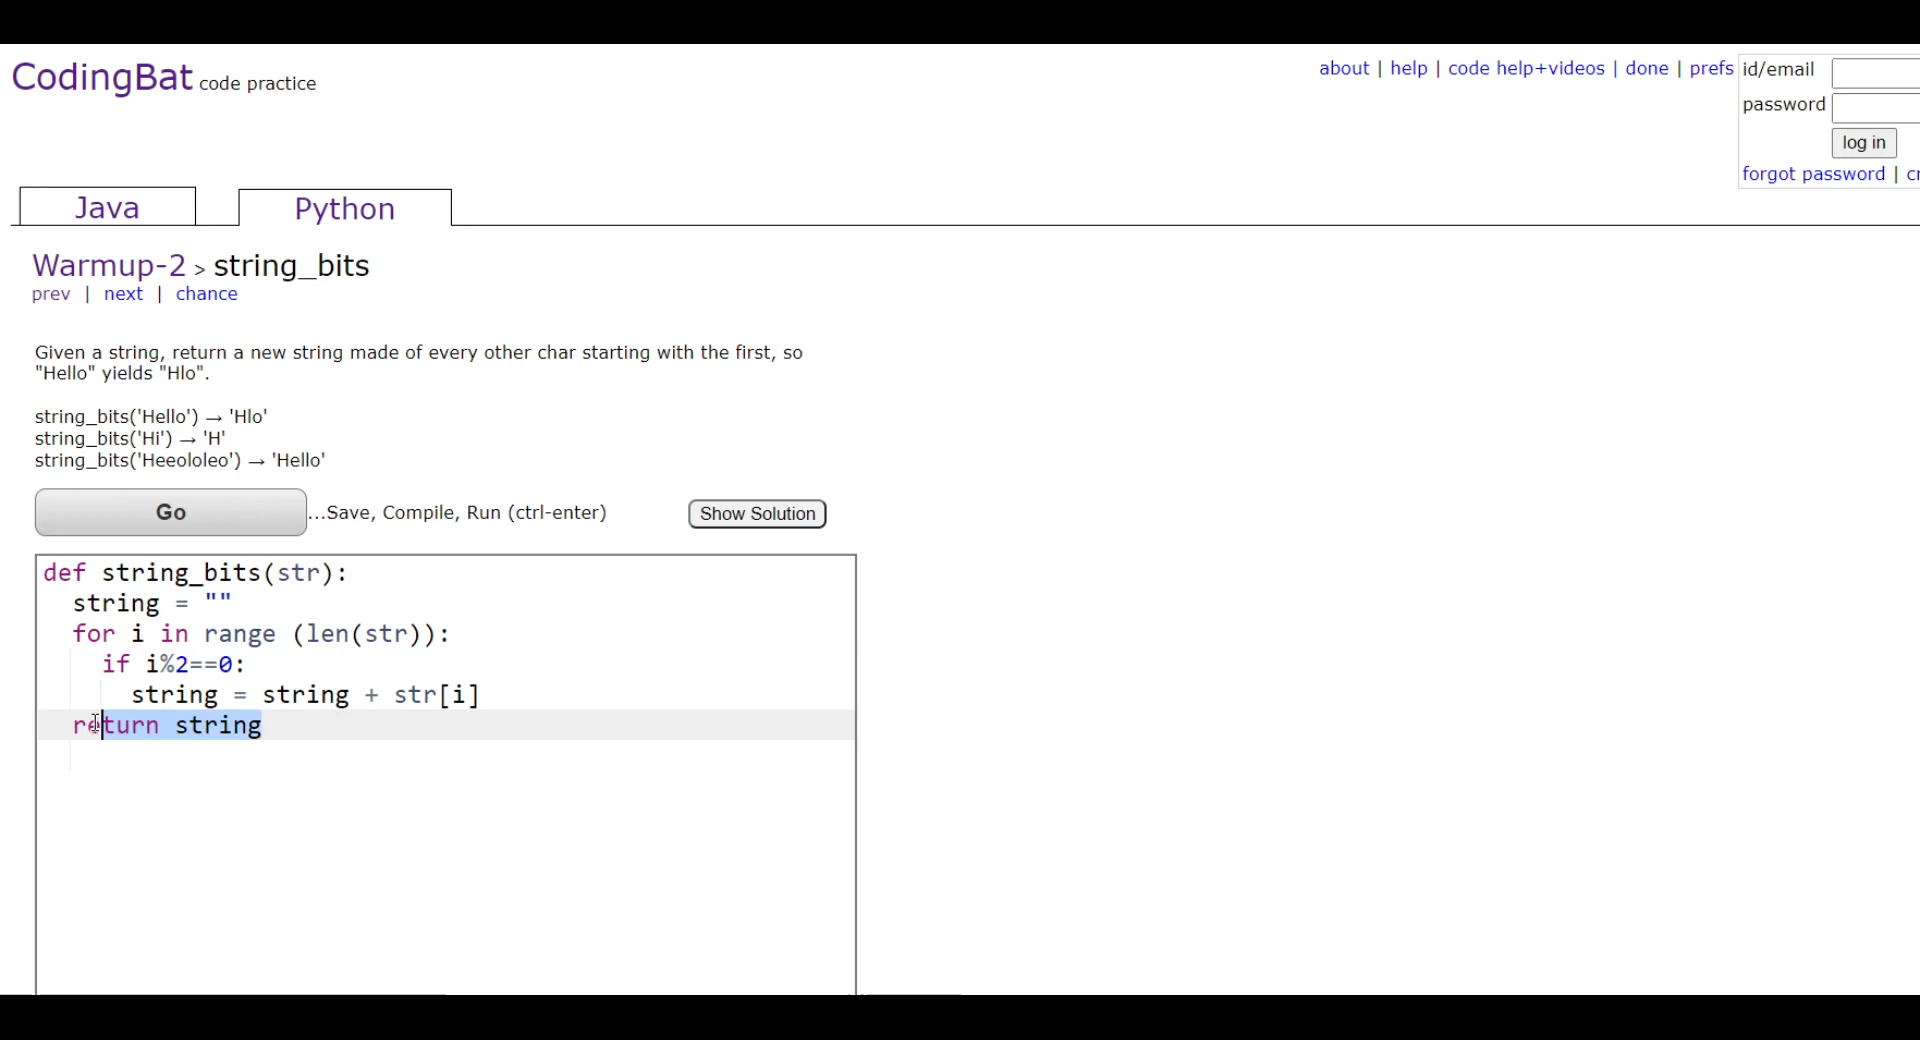 CodingBat code practice
about | help | code help+videos | done | prefs
id/email
password
log in
forgot password |
Java
Python
Warmup-2 > string_bits
prev | next | chance
Given a string, return a new string made of every other char starting with the first, so
"Hello" yields "Hlo".
string_bits('Hello') → 'Hlo'
string_bits('Hi') → 'H'
string_bits('Heeololeo') → 'Hello'
Go
...Save, Compile, Run (ctrl-enter)
Show Solution
def string_bits(str):
  string = ""
  for i in range (len(str)):
    if i%2==0:
      string = string + str[i]
  return string